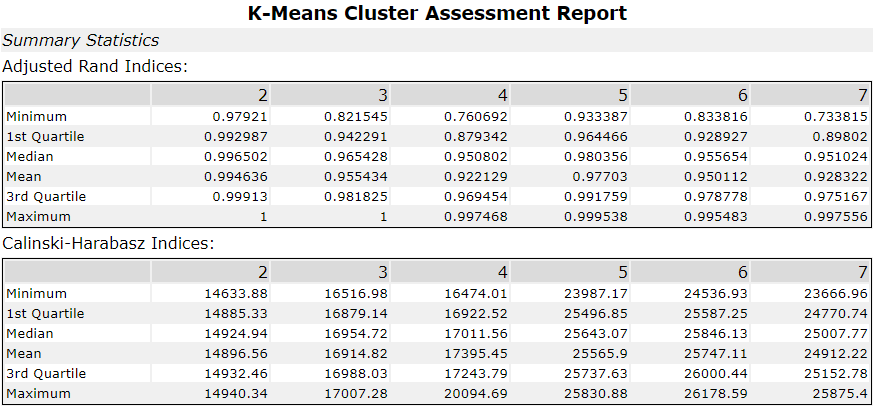 K-Means Cluster Assessment Report
Summary Statistics
Adjusted Rand Indices:
2 3 4 5 6 7
Minimum 0.97921 0.821545 0.760692 0.933387 0.833816 0.733815
1st Quartile 0.992987 0.942291 0.879342 0.964466 0.928927 0.89802
Median 0.996502 0.965428 0.950802 0.980356 0.955654 0.951024
Mean 0.994636 0.955434 0.922129 0.97703 0.950112 0.928322
3rd Quartile 0.99913 0.981825 0.969454 0.991759 0.978778 0.975167
Maximum 1 1 0.997468 0.999538 0.995483 0.997556
Calinski-Harabasz Indices:
2 3 4 5 6 7
Minimum 14633.88 16516.98 16474.01 23987.17 24536.93 23666.96
1st Quartile 14885.33 16879.14 16922.52 25496.85 25587.25 24770.74
Median 14924.94 16954.72 17011.56 25643.07 25846.13 25007.77
Mean 14896.56 16914.82 17395.45 25565.9 25747.11 24912.22
3rd Quartile 14932.46 16988.03 17243.79 25737.63 26000.44 25152.78
Maximum 14940.34 17007.28 20094.69 25830.88 26178.59 25875.4